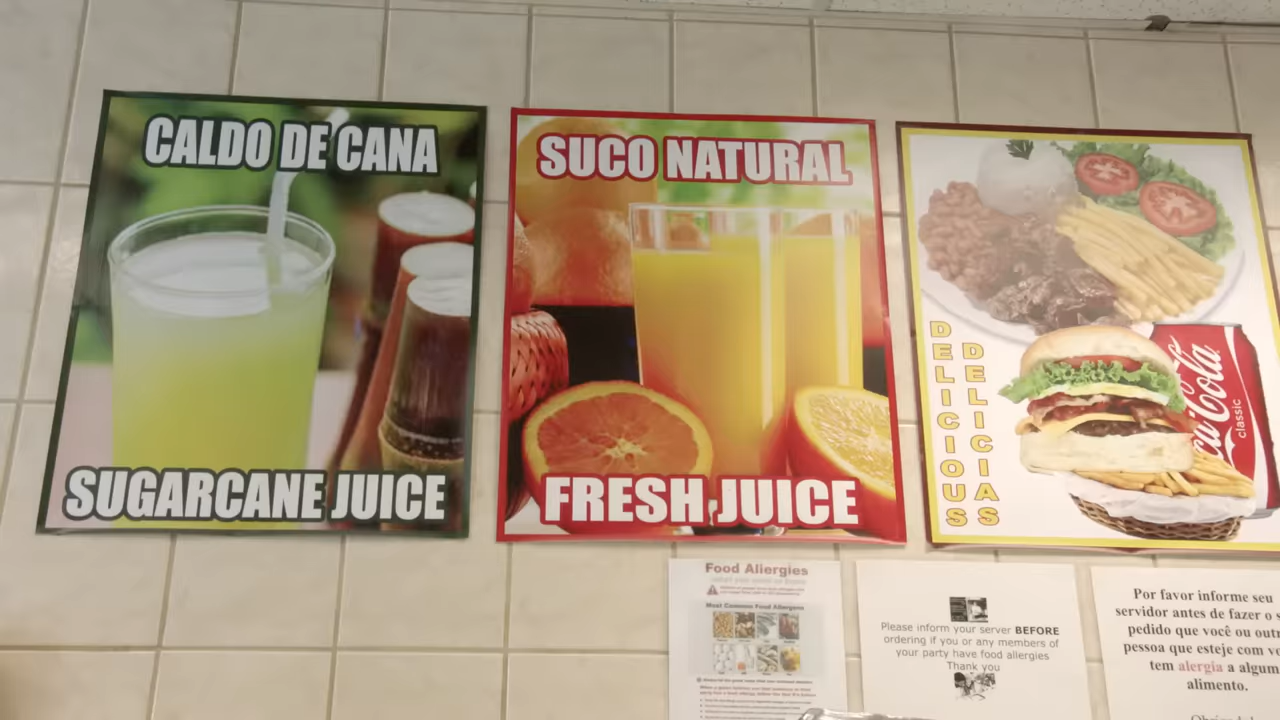 CALDO DE CANA
SUGARCANE JUICE
SUCO NATURAL
FRESH JUICE
DELICIOUS
DELICIAS
Coca-Cola
classic
Food Allergies
Most Common Food Allergens
Please inform your server BEFORE
ordering if you or any members of
your party have food allergies
Thank you
Por favor informe seu
servidor antes de fazer o s
pedido que você ou outr
pessoa que esteje com vo
tem alergia a algum
alimento.